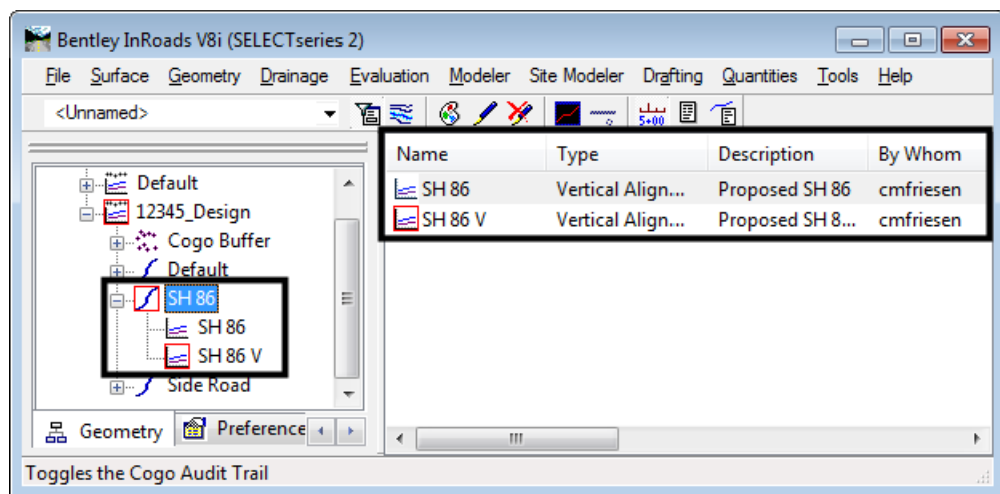 Bentley InRoads V8i (SELECTseries 2)
File Surface Geometry Drainage Evaluation Modeler Site Modeler Drafting Quantities Tools Help
<Unnamed>
5+00
Name Type Description By Whom
SH 86 Vertical Align... Proposed SH 86 cmfriesen
SH 86 V Vertical Align... Proposed SH 8... cmfriesen
Default
12345_Design
Cogo Buffer
Default
SH 86
SH 86
SH 86 V
Side Road
Geometry Preference
Toggles the Cogo Audit Trail